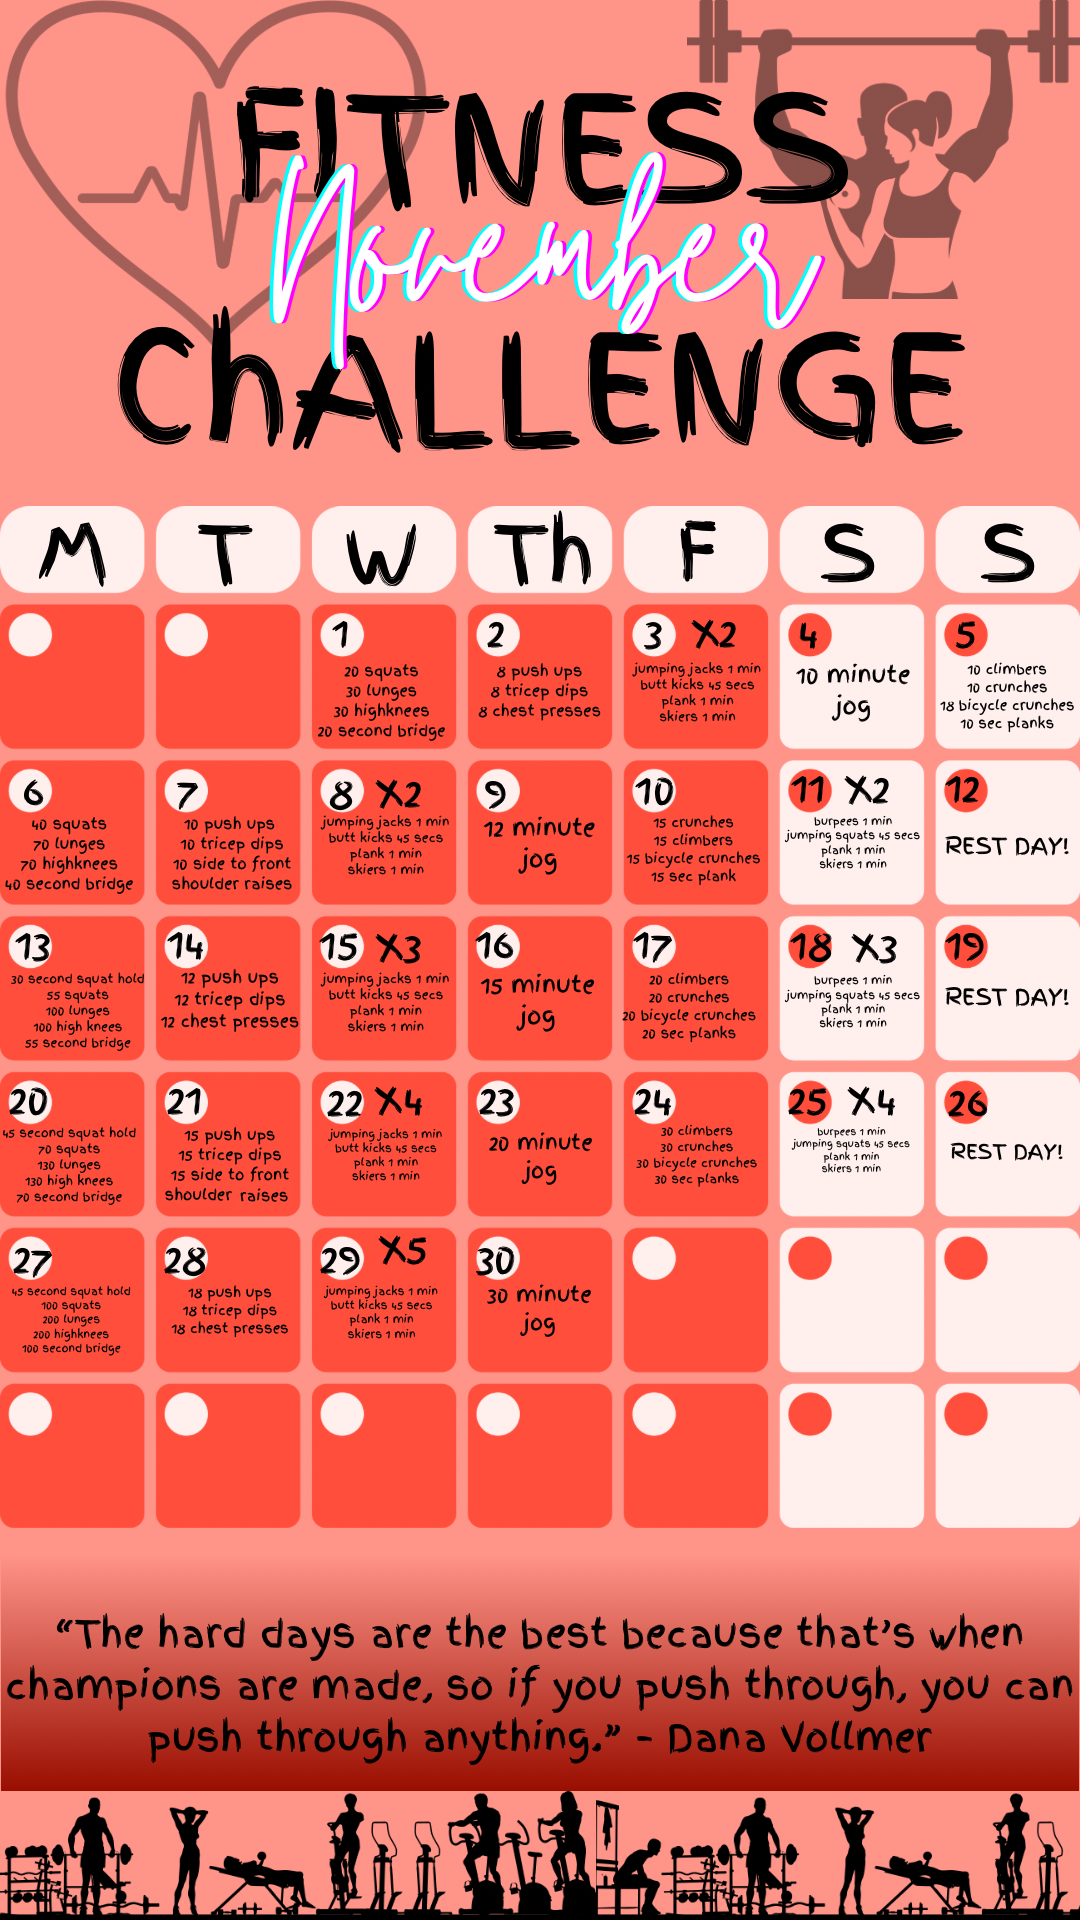 FITNESS
November
ChALLENGE
M T W Th F S S
1
20 squats
30 lunges
30 highknees
20 second bridge
2
8 push ups
8 tricep dips
8 chest presses
3 X2
jumping jacks 1 min
butt kicks 45 secs
plank 1 min
skiers 1 min
4
10 minute
jog
5
10 climbers
10 crunches
18 bicycle crunches
10 sec planks
6
40 squats
70 lunges
70 highknees
40 second bridge
7
10 push ups
10 tricep dips
10 side to front
shoulder raises
8 X2
jumping jacks 1 min
butt kicks 45 secs
plank 1 min
skiers 1 min
9
12 minute
jog
10
15 crunches
15 climbers
15 bicycle crunches
15 sec plank
11 X2
burpees 1 min
jumping squats 45 secs
plank 1 min
skiers 1 min
12
REST DAY!
13
30 second squat hold
55 squats
100 lunges
100 high knees
55 second bridge
14
12 push ups
12 tricep dips
12 chest presses
15 X3
jumping jacks 1 min
butt kicks 45 secs
plank 1 min
skiers 1 min
16
15 minute
jog
17
20 climbers
20 crunches
20 bicycle crunches
20 sec planks
18 X3
burpees 1 min
jumping squats 45 secs
plank 1 min
skiers 1 min
19
REST DAY!
20
45 second squat hold
70 squats
130 lunges
130 high knees
70 second bridge
21
15 push ups
15 tricep dips
15 side to front
shoulder raises
22 X4
jumping jacks 1 min
butt kicks 45 secs
plank 1 min
skiers 1 min
23
20 minute
jog
24
30 climbers
30 crunches
30 bicycle crunches
30 sec planks
25 X4
burpees 1 min
jumping squats 45 secs
plank 1 min
skiers 1 min
26
REST DAY!
27
45 second squat hold
100 squats
200 lunges
200 highknees
100 second bridge
28
18 push ups
18 tricep dips
18 chest presses
29 X5
jumping jacks 1 min
butt kicks 45 secs
plank 1 min
skiers 1 min
30
30 minute
jog
“The hard days are the best because that’s when
champions are made, so if you push through, you can
push through anything.” - Dana Vollmer